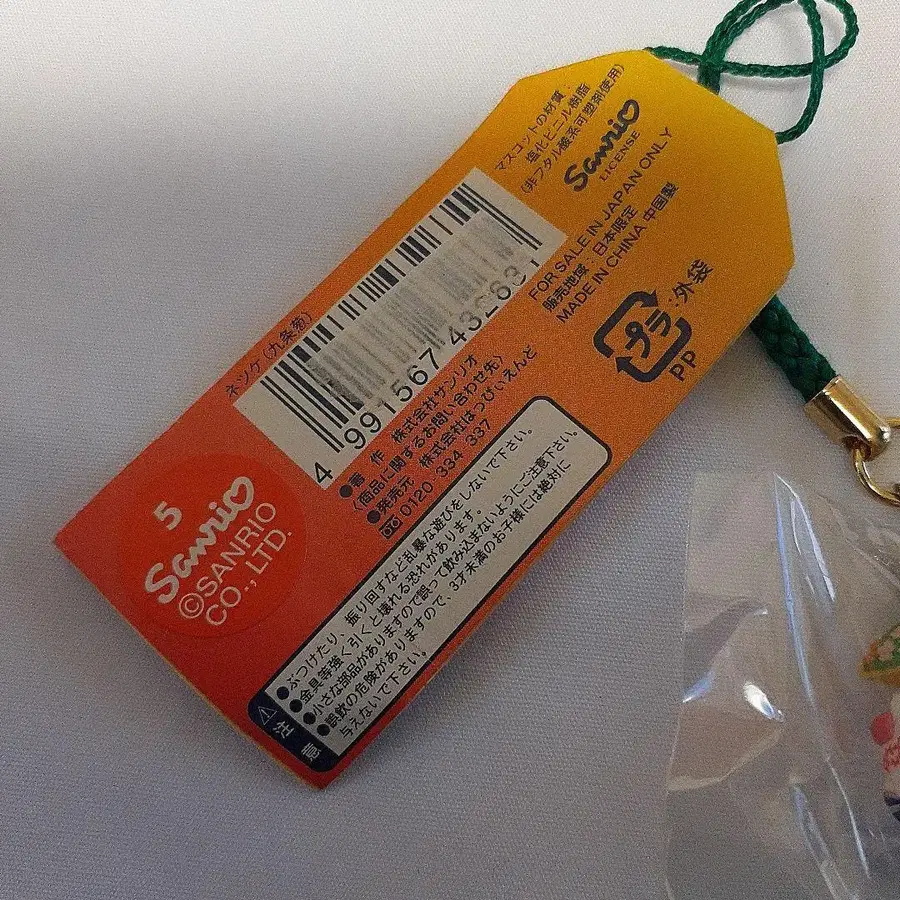 マスコットの材質:
塩化ビニル樹脂
(非フタル酸系可塑剤使用)
Sanrio
LICENSE
FOR SALE IN JAPAN ONLY
販売地域:日本限定
MADE IN CHINA 中国製
プラ
:外袋
PP
ネツケ(九条葱)
4 991567 432631
●著 作 株式会社サンリオ
〈商品に関するお問い合わせ先〉
●発売元 株式会社はっぴぃえんど
0120 334 337
5
Sanrio
©SANRIO
CO., LTD.
注意
●ぶつけたり、振り回すなど乱暴な遊びをしないで下さい。
●金具等強く引くと壊れる恐れがあります。
●小さな部品がありますので誤って飲み込まないようにご注意下さい。
●誤飲の危険がありますので、3才未満のお子様には絶対に
与えないで下さい。